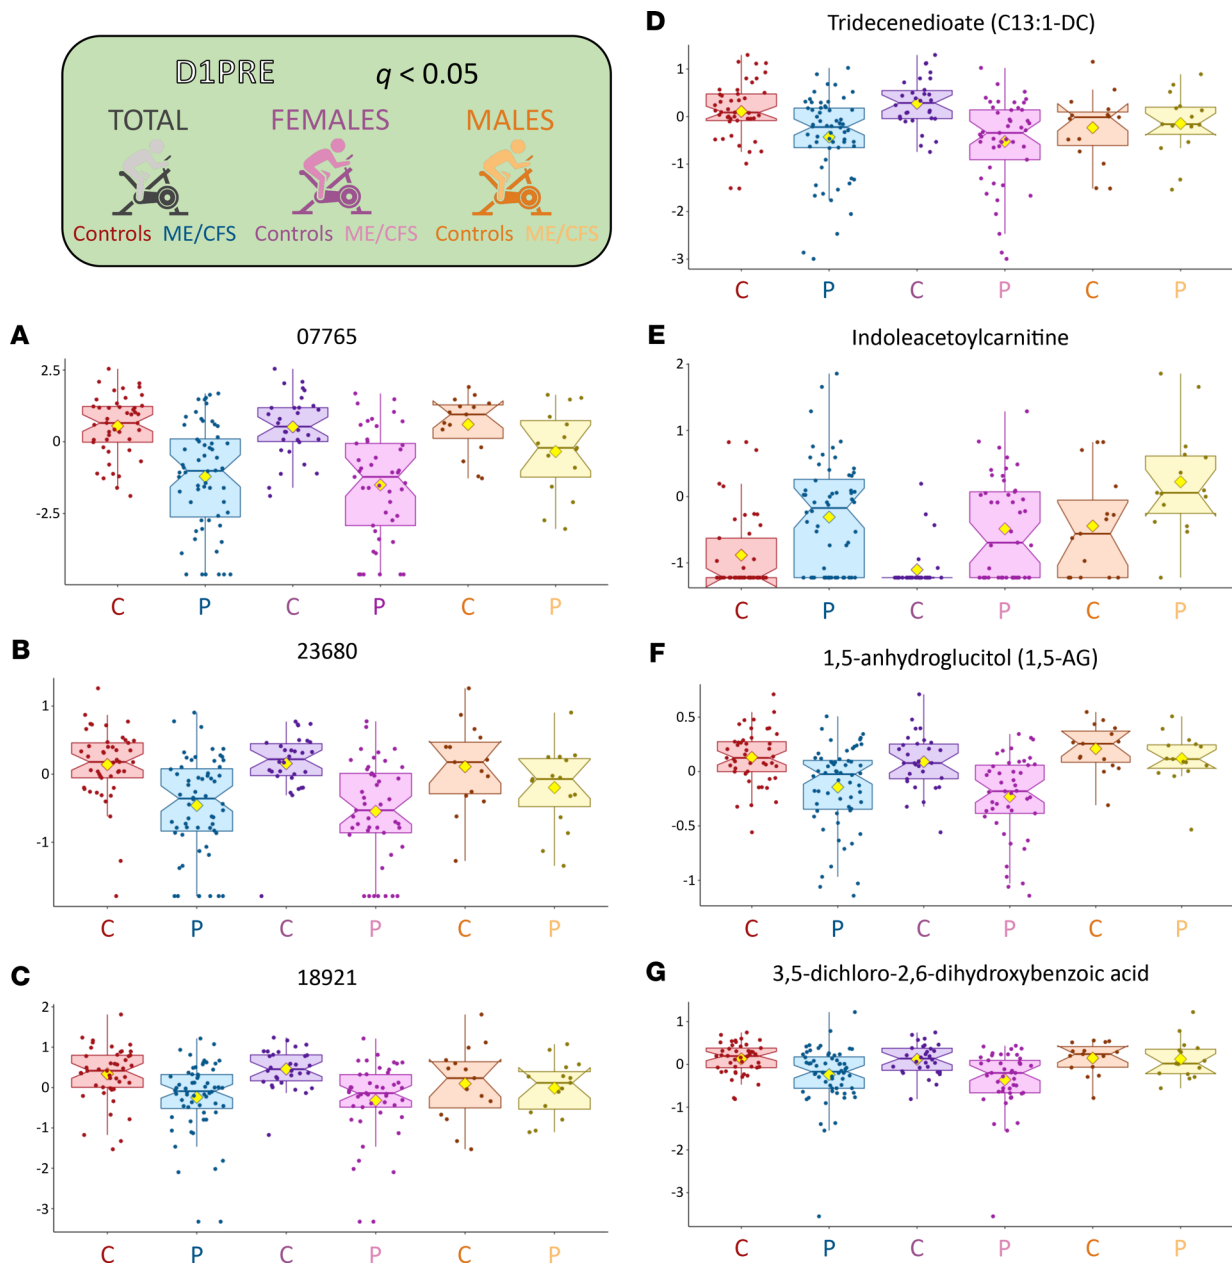 D1PRE q < 0.05
TOTAL FEMALES MALES
Controls ME/CFS Controls ME/CFS Controls ME/CFS
A 07765
2.5
0
-2.5
C P C P C P
B 23680
1
0
-1
C P C P C P
C 18921
2
1
0
-1
-2
-3
C P C P C P
D Tridecenedioate (C13:1-DC)
1
0
-1
-2
-3
C P C P C P
E Indoleacetoylcarnitine
2
1
0
-1
C P C P C P
F 1,5-anhydroglucitol (1,5-AG)
0.5
0
-0.5
-1
C P C P C P
G 3,5-dichloro-2,6-dihydroxybenzoic acid
1
0
-1
-2
-3
C P C P C P